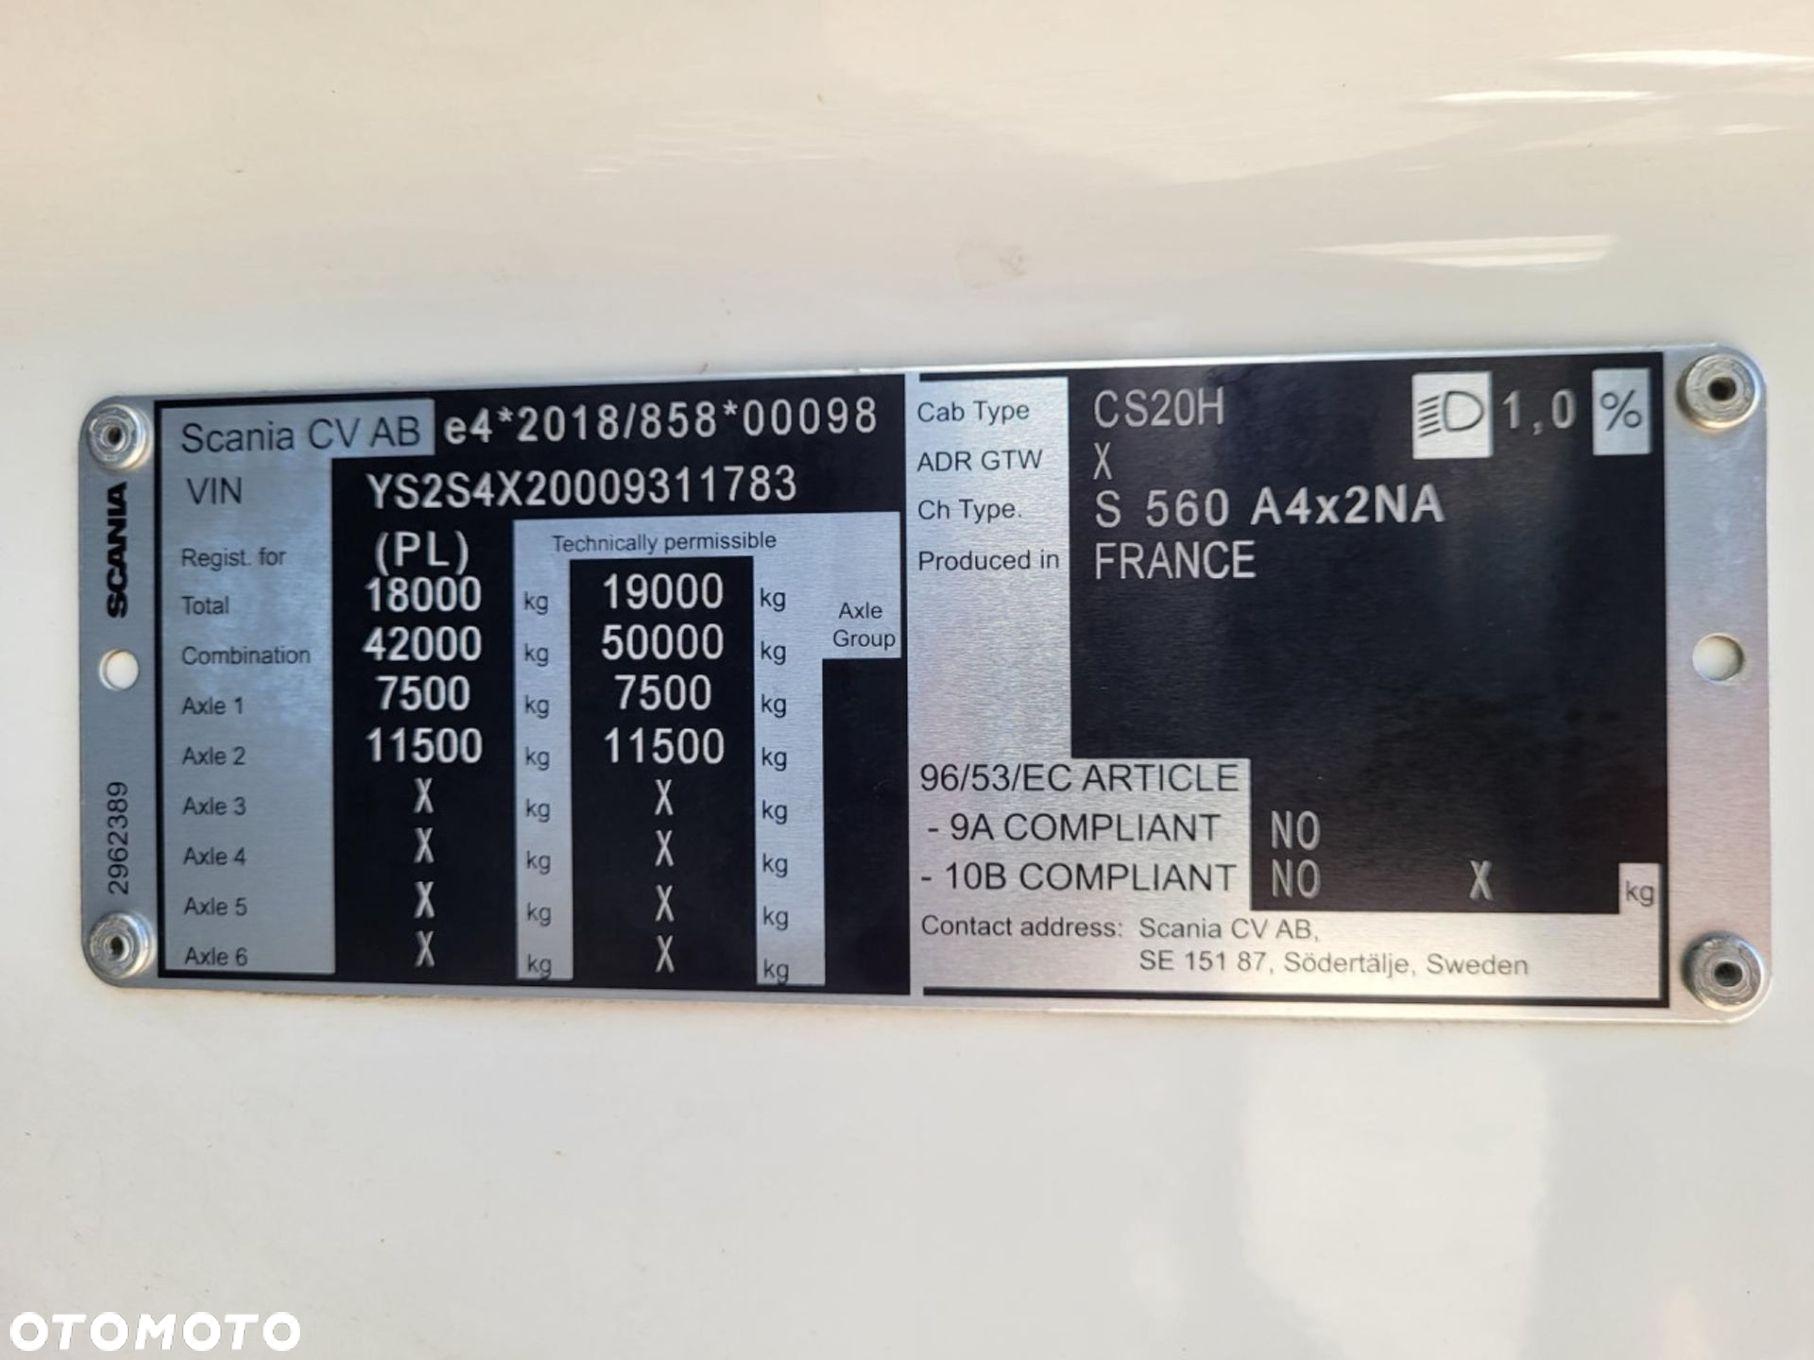 Scania CV AB e4*2018/858*00098
VIN YS2S4X20009311783
Regist. for (PL) Technically permissible
Total 18000 kg 19000 kg Axle Group
Combination 42000 kg 50000 kg
Axle 1 7500 kg 7500 kg
Axle 2 11500 kg 11500 kg
Axle 3 X kg X kg
Axle 4 X kg X kg
Axle 5 X kg X kg
Axle 6 X kg X kg
SCANIA
2962389
Cab Type CS20H 1,0 %
ADR GTW X
Ch Type. S 560 A4x2NA
Produced in FRANCE
96/53/EC ARTICLE
- 9A COMPLIANT NO
- 10B COMPLIANT NO X kg
Contact address: Scania CV AB,
SE 151 87, Södertälje, Sweden
OTOMOTO